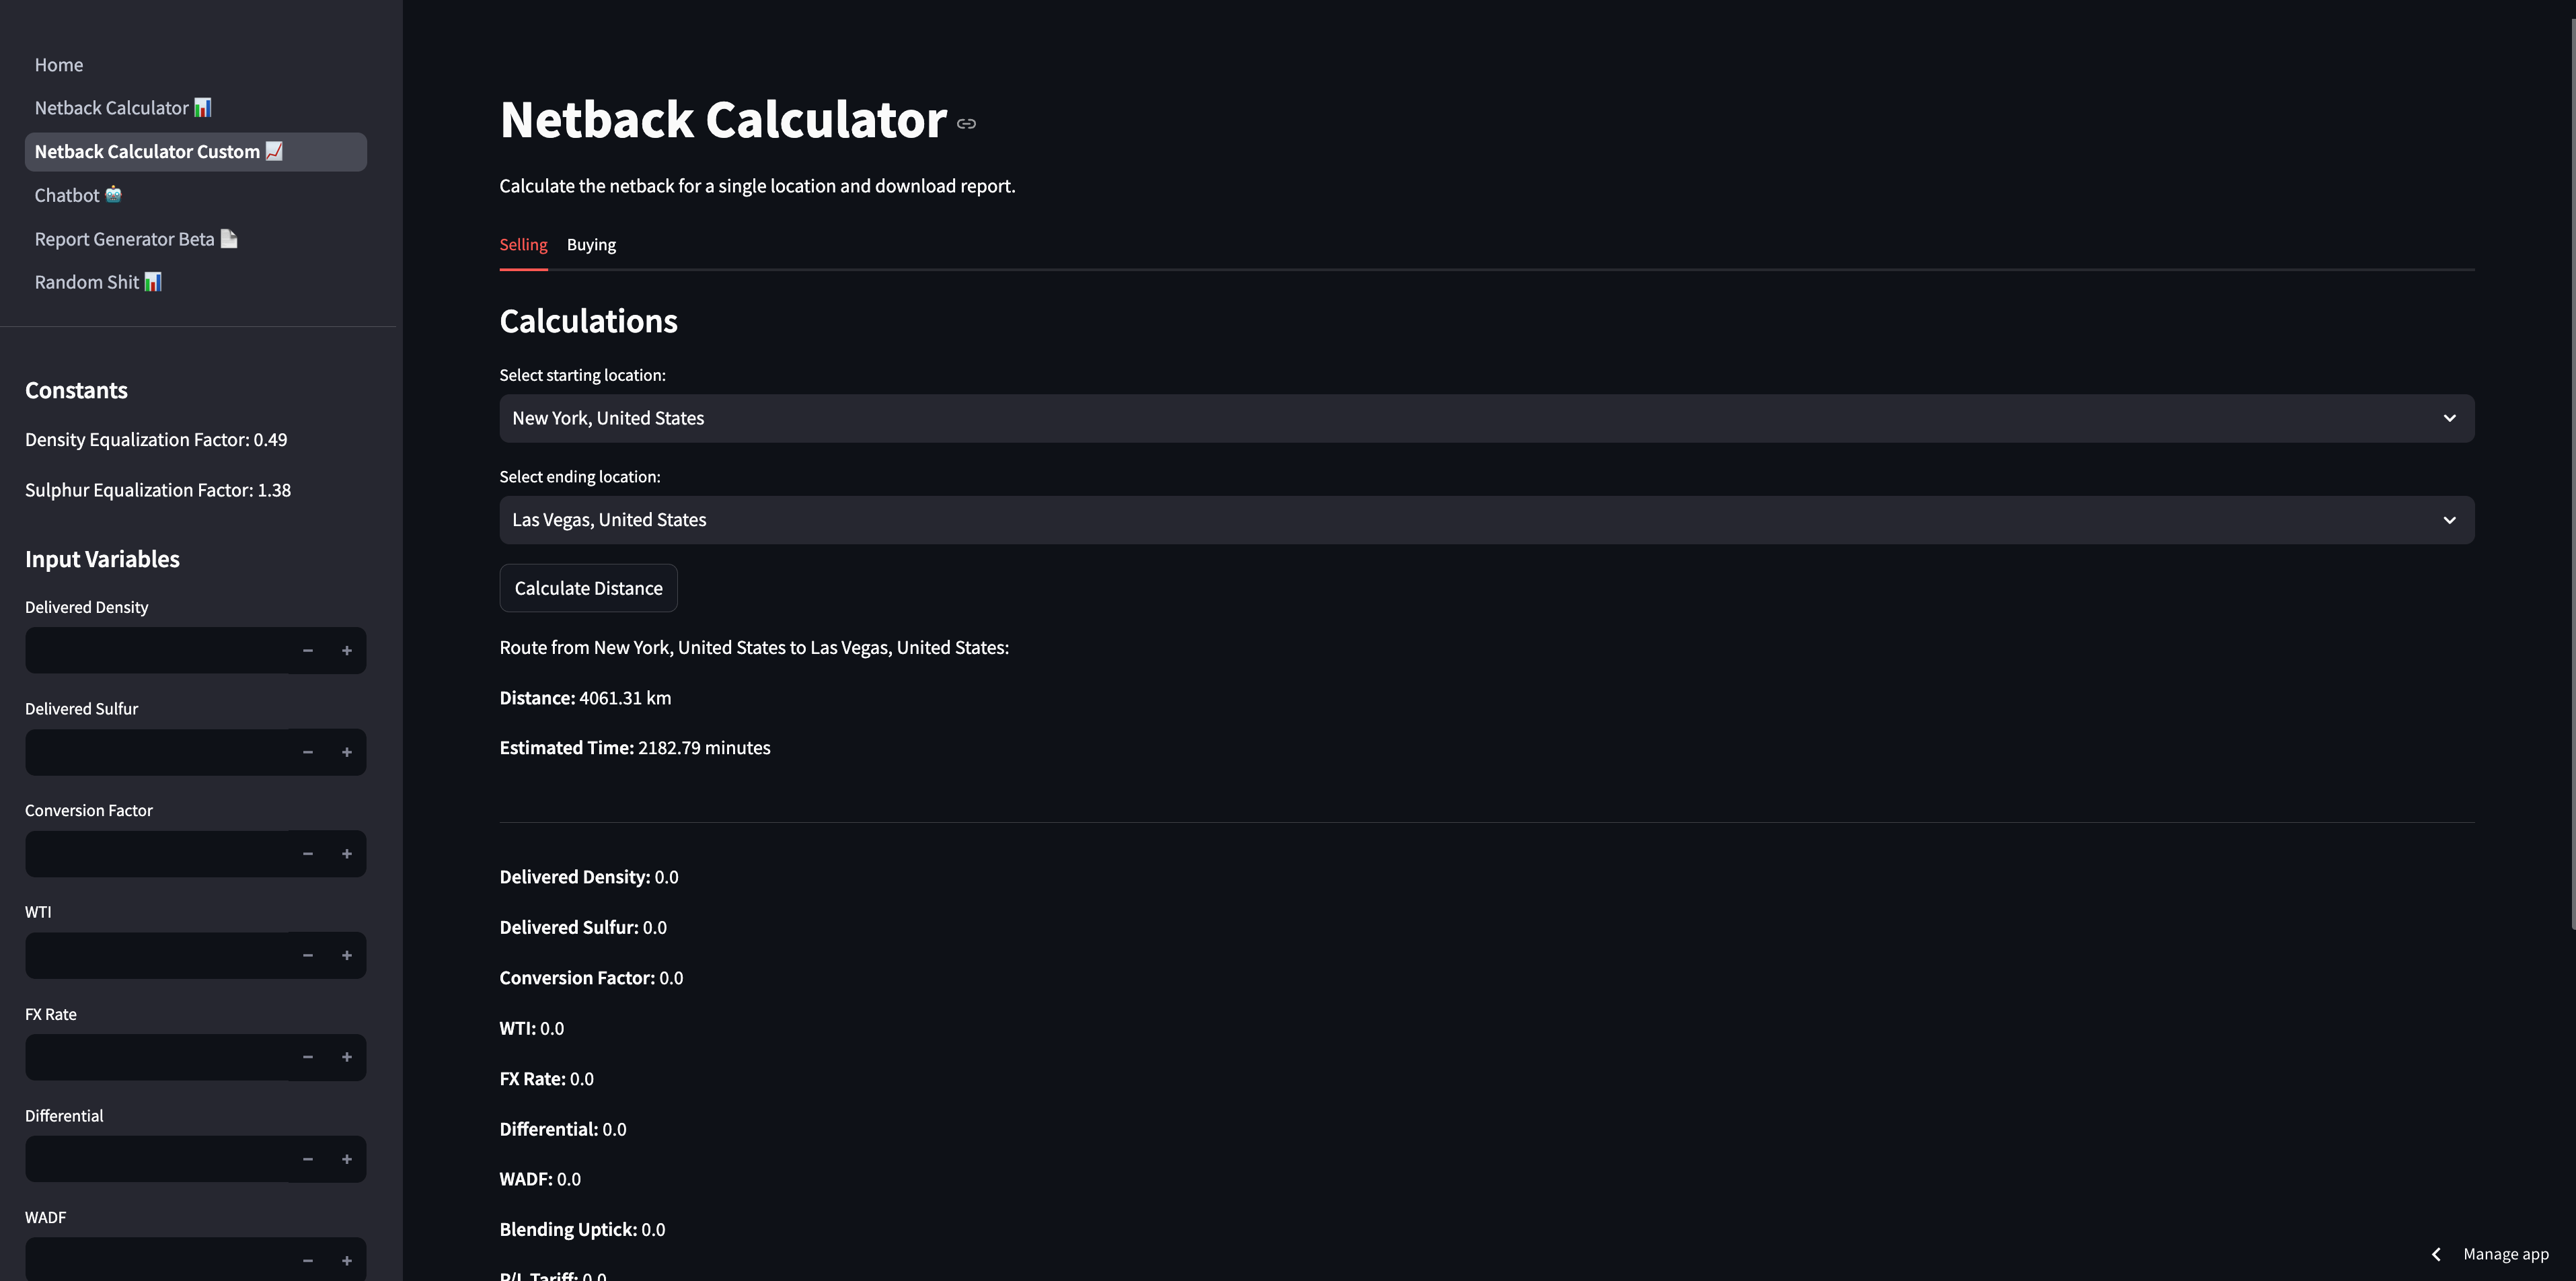 Home
Netback Calculator 📊
Netback Calculator Custom 📈
Chatbot 🤖
Report Generator Beta 📄
Random Shit 📊
Constants
Density Equalization Factor: 0.49
Sulphur Equalization Factor: 1.38
Input Variables
Delivered Density
Delivered Sulfur
Conversion Factor
WTI
FX Rate
Differential
WADF
Netback Calculator
Calculate the netback for a single location and download report.
Selling Buying
Calculations
Select starting location:
New York, United States
Select ending location:
Las Vegas, United States
Calculate Distance
Route from New York, United States to Las Vegas, United States:
Distance: 4061.31 km
Estimated Time: 2182.79 minutes
Delivered Density: 0.0
Delivered Sulfur: 0.0
Conversion Factor: 0.0
WTI: 0.0
FX Rate: 0.0
Differential: 0.0
WADF: 0.0
Blending Uptick: 0.0
P/L Tariff: 0.0
Manage app